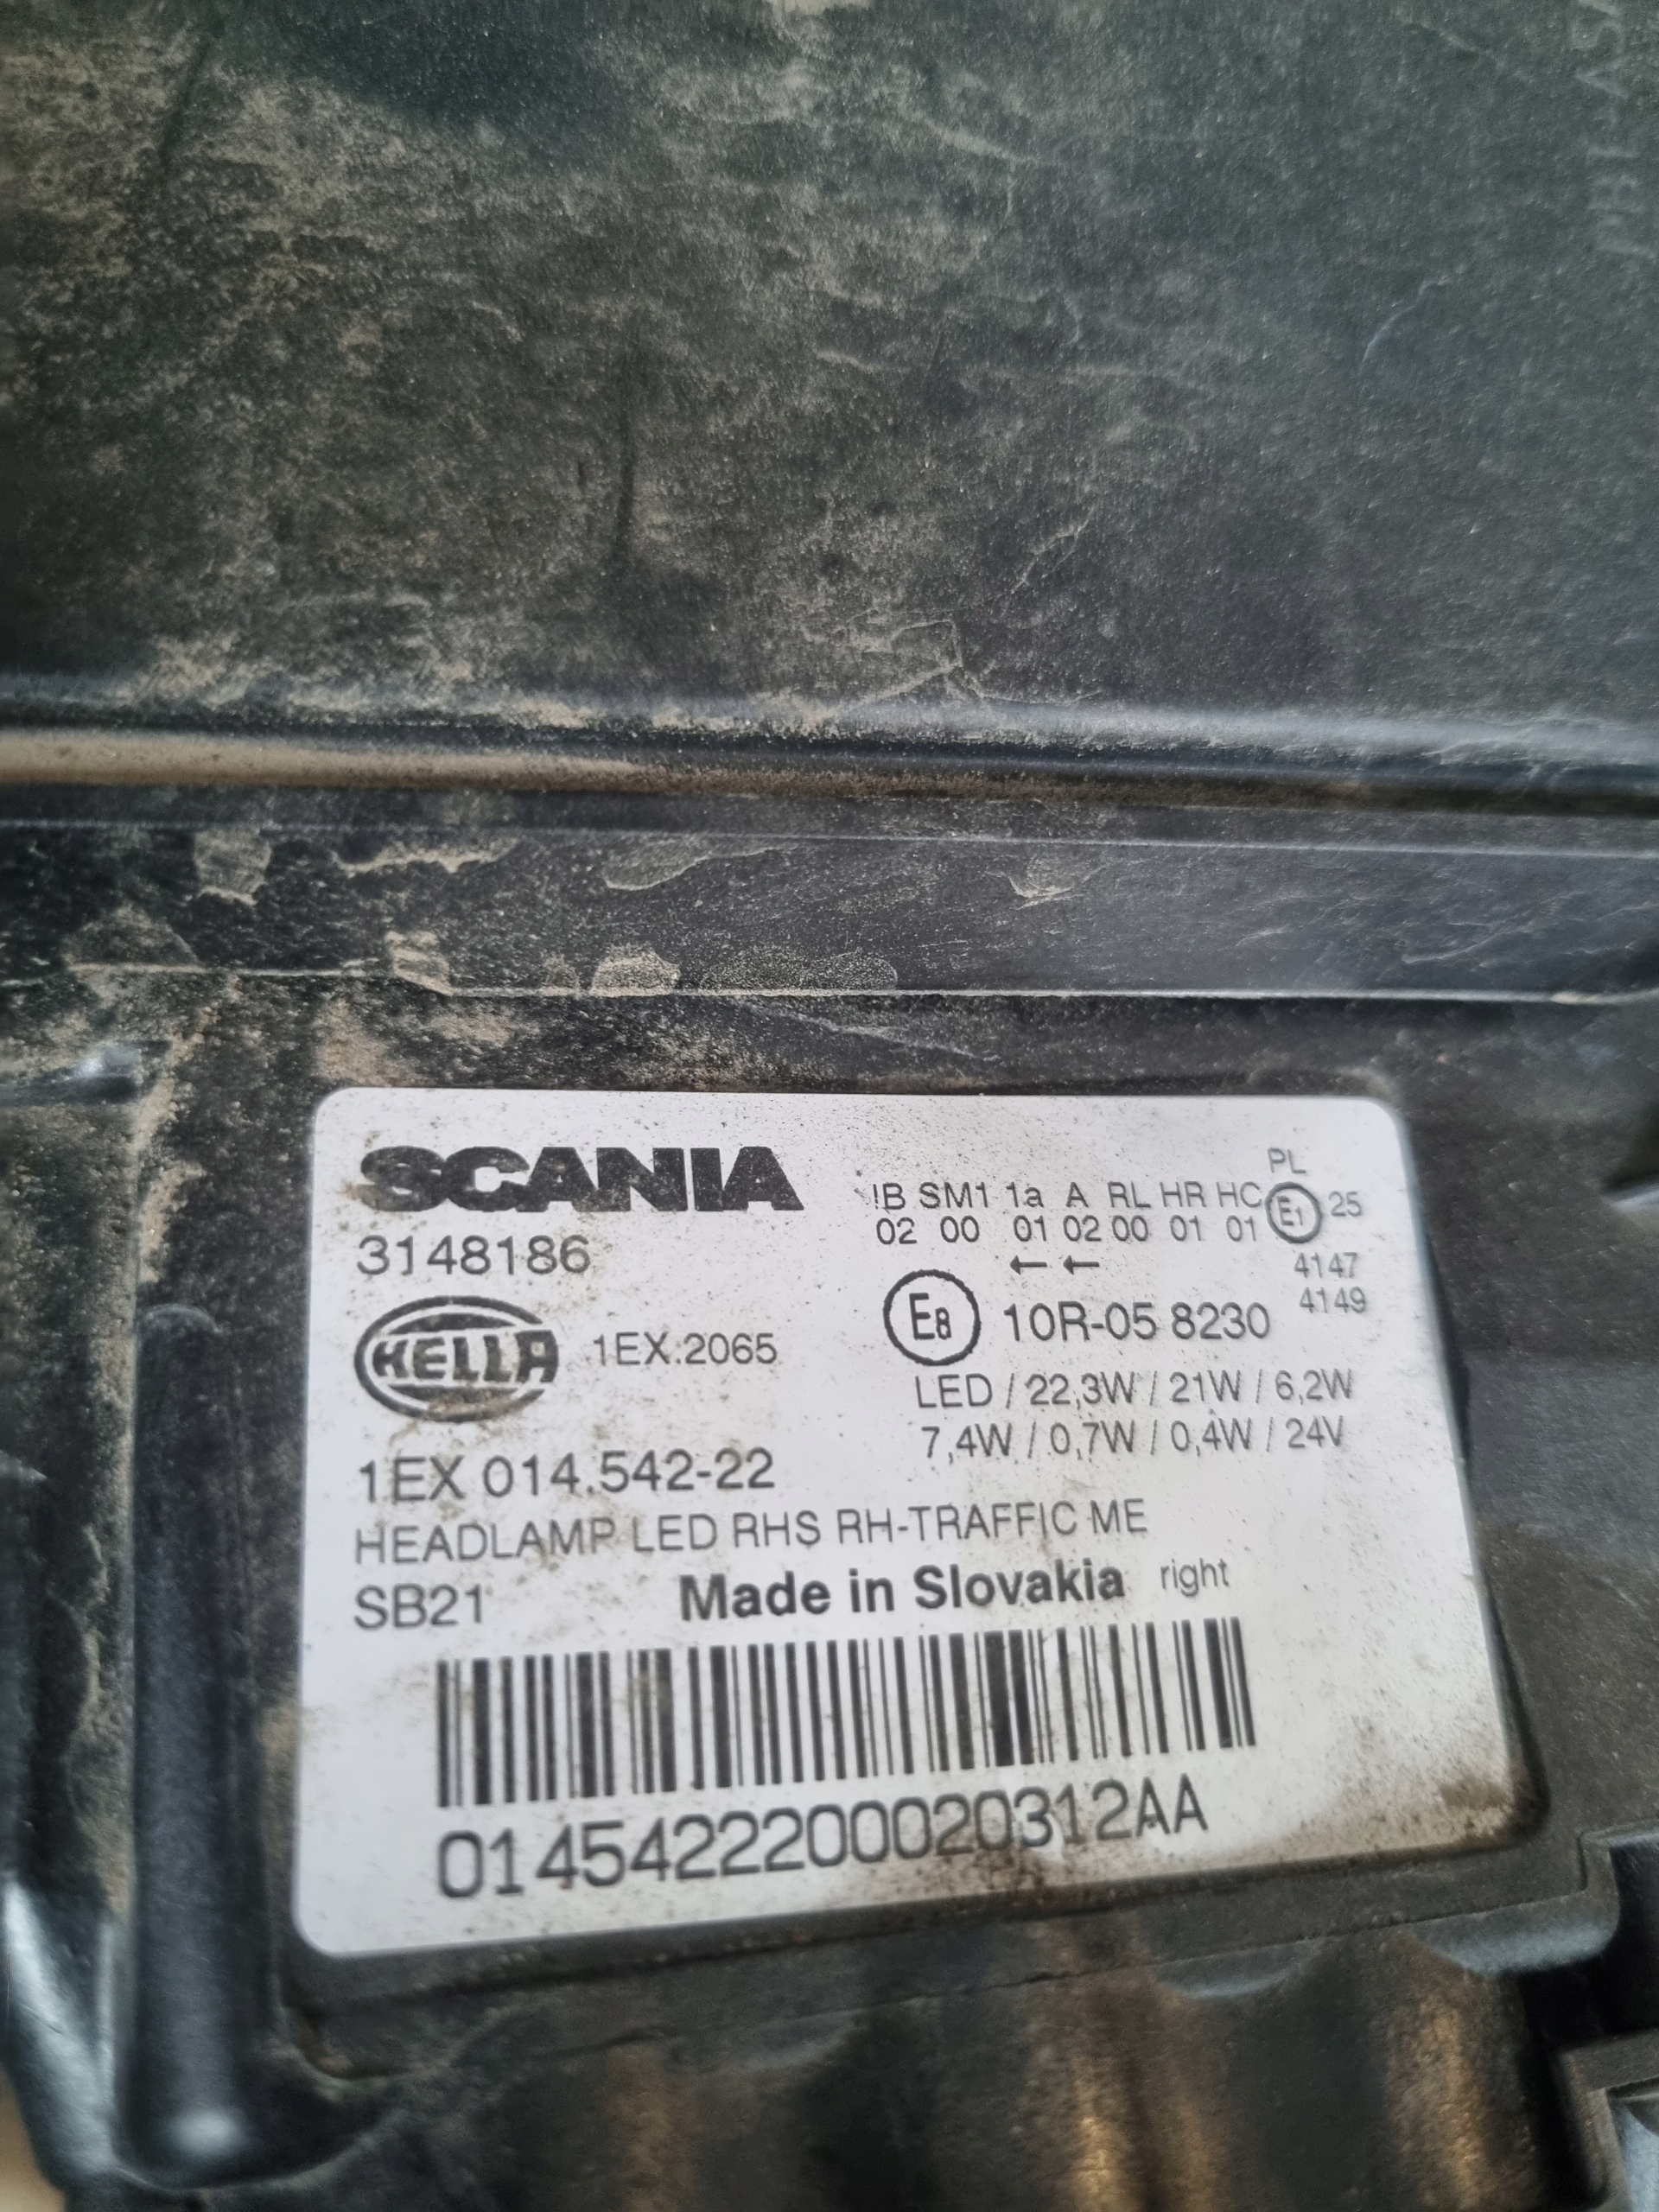 SCANIA
3148186
HELLA 1EX.2065
1EX 014.542-22
HEADLAMP LED RHS RH-TRAFFIC ME
SB21 Made in Slovakia right
PL
!B SM1 1a A RL HR HC E1 25
02 00 01 02 00 01 01
← ← 4147
4149
E8 10R-05 8230
LED / 22,3W / 21W / 6,2W
7,4W / 0,7W / 0,4W / 24V
01454222000020312AA